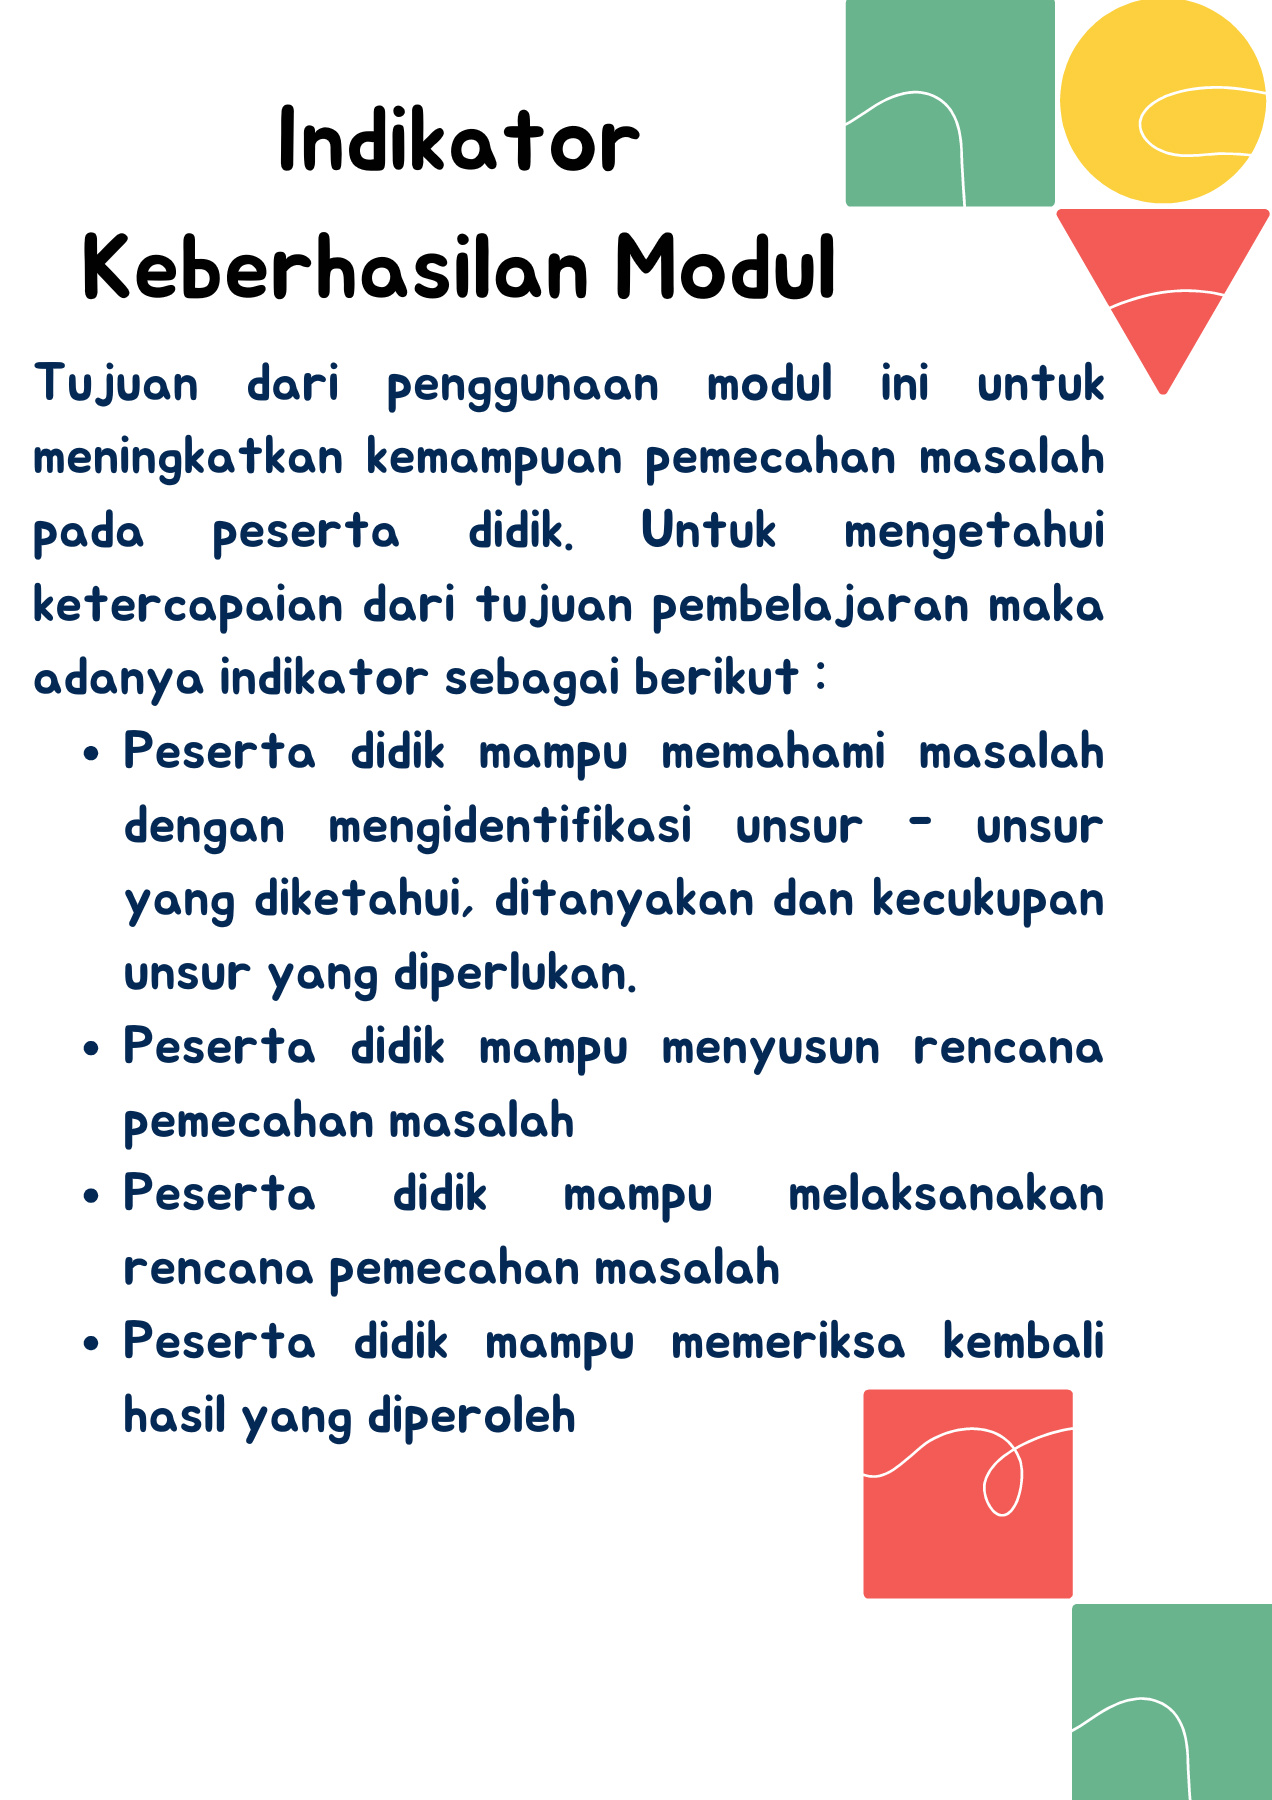 Indikator
Keberhasilan Modul
Tujuan dari penggunaan modul ini untuk
meningkatkan kemampuan pemecahan masalah
pada peserta didik. Untuk mengetahui
ketercapaian dari tujuan pembelajaran maka
adanya indikator sebagai berikut :
• Peserta didik mampu memahami masalah
dengan mengidentifikasi unsur - unsur
yang diketahui, ditanyakan dan kecukupan
unsur yang diperlukan.
• Peserta didik mampu menyusun rencana
pemecahan masalah
• Peserta didik mampu melaksanakan
rencana pemecahan masalah
• Peserta didik mampu memeriksa kembali
hasil yang diperoleh